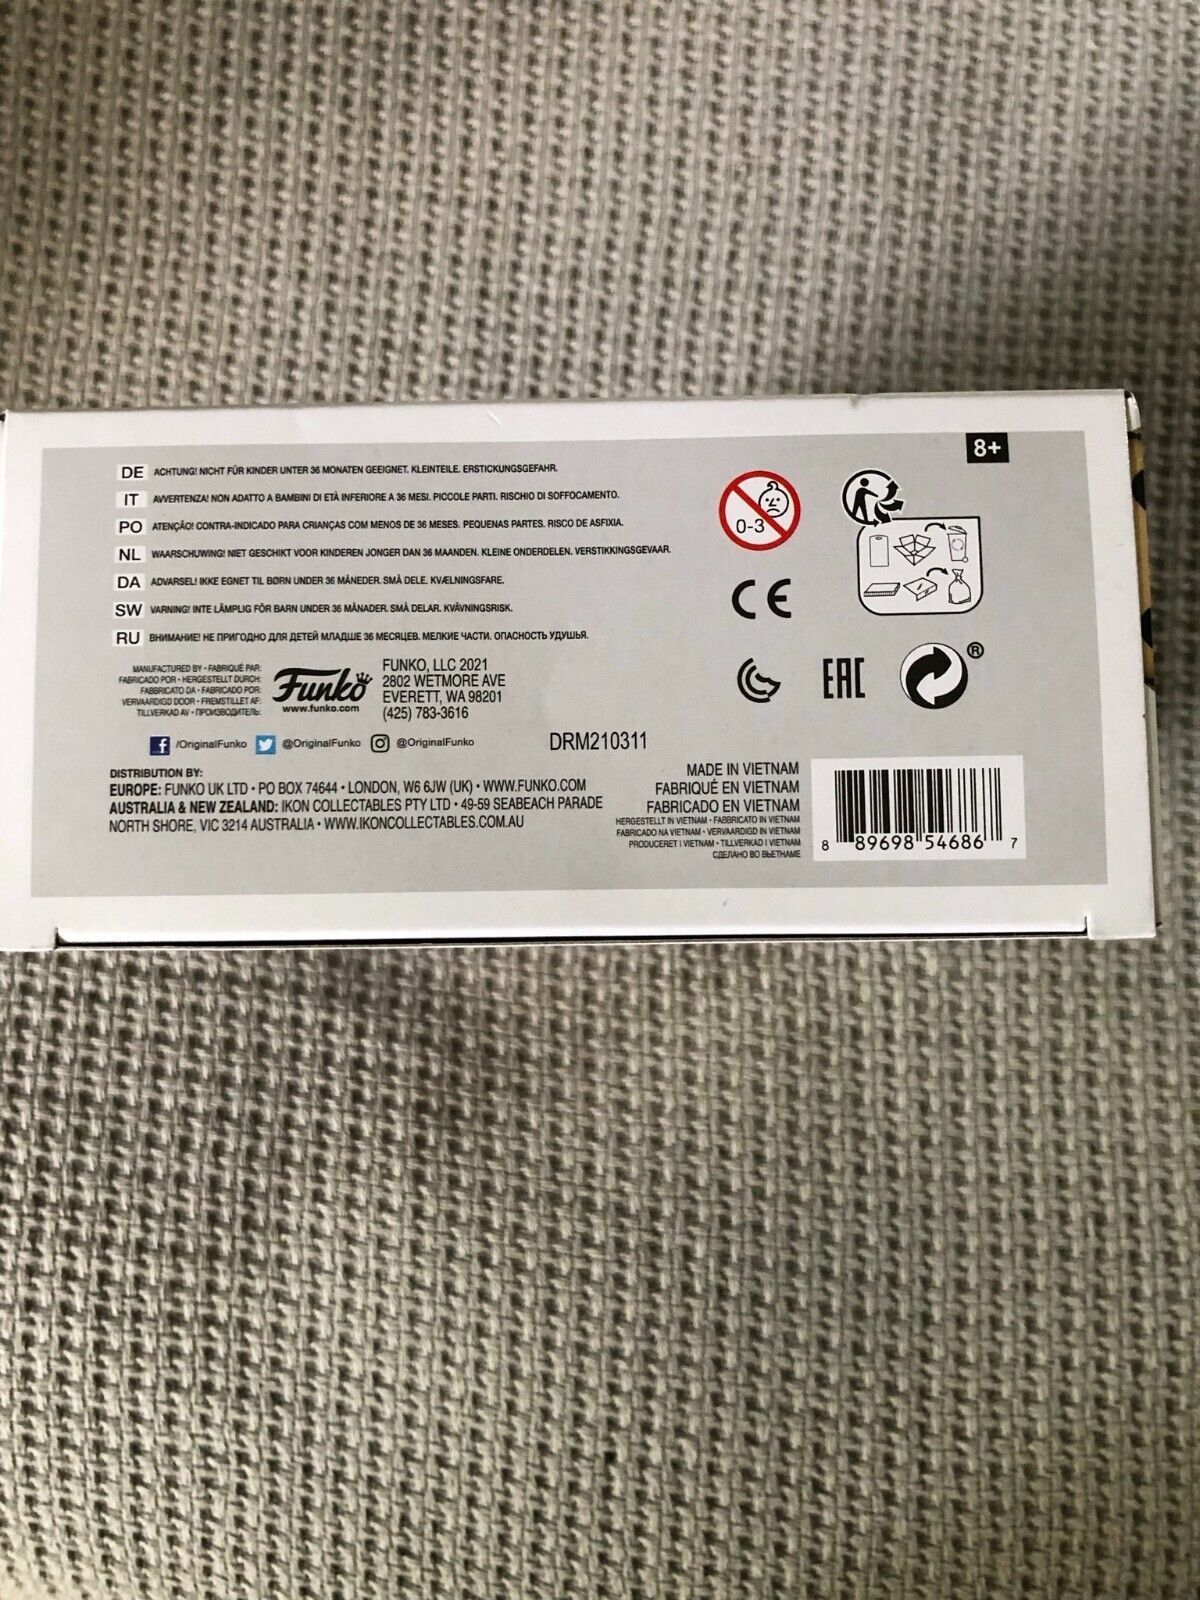 8+
DE ACHTUNG! NICHT FÜR KINDER UNTER 36 MONATEN GEEIGNET. KLEINTEILE. ERSTICKUNGSGEFAHR.
IT AVVERTENZA! NON ADATTO A BAMBINI DI ETÀ INFERIORE A 36 MESI. PICCOLE PARTI. RISCHIO DI SOFFOCAMENTO.
PO ATENÇÃO! CONTRA-INDICADO PARA CRIANÇAS COM MENOS DE 36 MESES. PEQUENAS PARTES. RISCO DE ASFIXIA.
NL WAARSCHUWING! NIET GESCHIKT VOOR KINDEREN JONGER DAN 36 MAANDEN. KLEINE ONDERDELEN. VERSTIKKINGSGEVAAR.
DA ADVARSEL! IKKE EGNET TIL BØRN UNDER 36 MÅNEDER. SMÅ DELE. KVÆLNINGSFARE.
SW VARNING! INTE LÄMPLIG FÖR BARN UNDER 36 MÅNADER. SMÅ DELAR. KVÄVNINGSRISK.
RU ВНИМАНИЕ! НЕ ПРИГОДНО ДЛЯ ДЕТЕЙ МЛАДШЕ 36 МЕСЯЦЕВ. МЕЛКИЕ ЧАСТИ. ОПАСНОСТЬ УДУШЬЯ.
0-3
CE
EAC
®
MANUFACTURED BY • FABRIQUÉ PAR:
FABRICADO POR • HERGESTELLT DURCH:
FABBRICATO DA • FABRICADO POR:
VERVAARDIGD DOOR • FREMSTILLET AF:
TILLVERKAD AV • ПРОИЗВОДИТЕЛЬ:
Funko
www.funko.com
FUNKO, LLC 2021
2802 WETMORE AVE
EVERETT, WA 98201
(425) 783-3616
/OriginalFunko @OriginalFunko @OriginalFunko
DRM210311
DISTRIBUTION BY:
EUROPE: FUNKO UK LTD • PO BOX 74644 • LONDON, W6 6JW (UK) • WWW.FUNKO.COM
AUSTRALIA & NEW ZEALAND: IKON COLLECTABLES PTY LTD • 49-59 SEABEACH PARADE
NORTH SHORE, VIC 3214 AUSTRALIA • WWW.IKONCOLLECTABLES.COM.AU
MADE IN VIETNAM
FABRIQUÉ EN VIETNAM
FABRICADO EN VIETNAM
HERGESTELLT IN VIETNAM • FABBRICATO IN VIETNAM
FABRICADO NA VIETNAM • VERVAARDIGD IN VIETNAM
PRODUCERET I VIETNAM • TILLVERKAD I VIETNAM
СДЕЛАНО ВО ВЬЕТНАМЕ
8 89698 54686 7